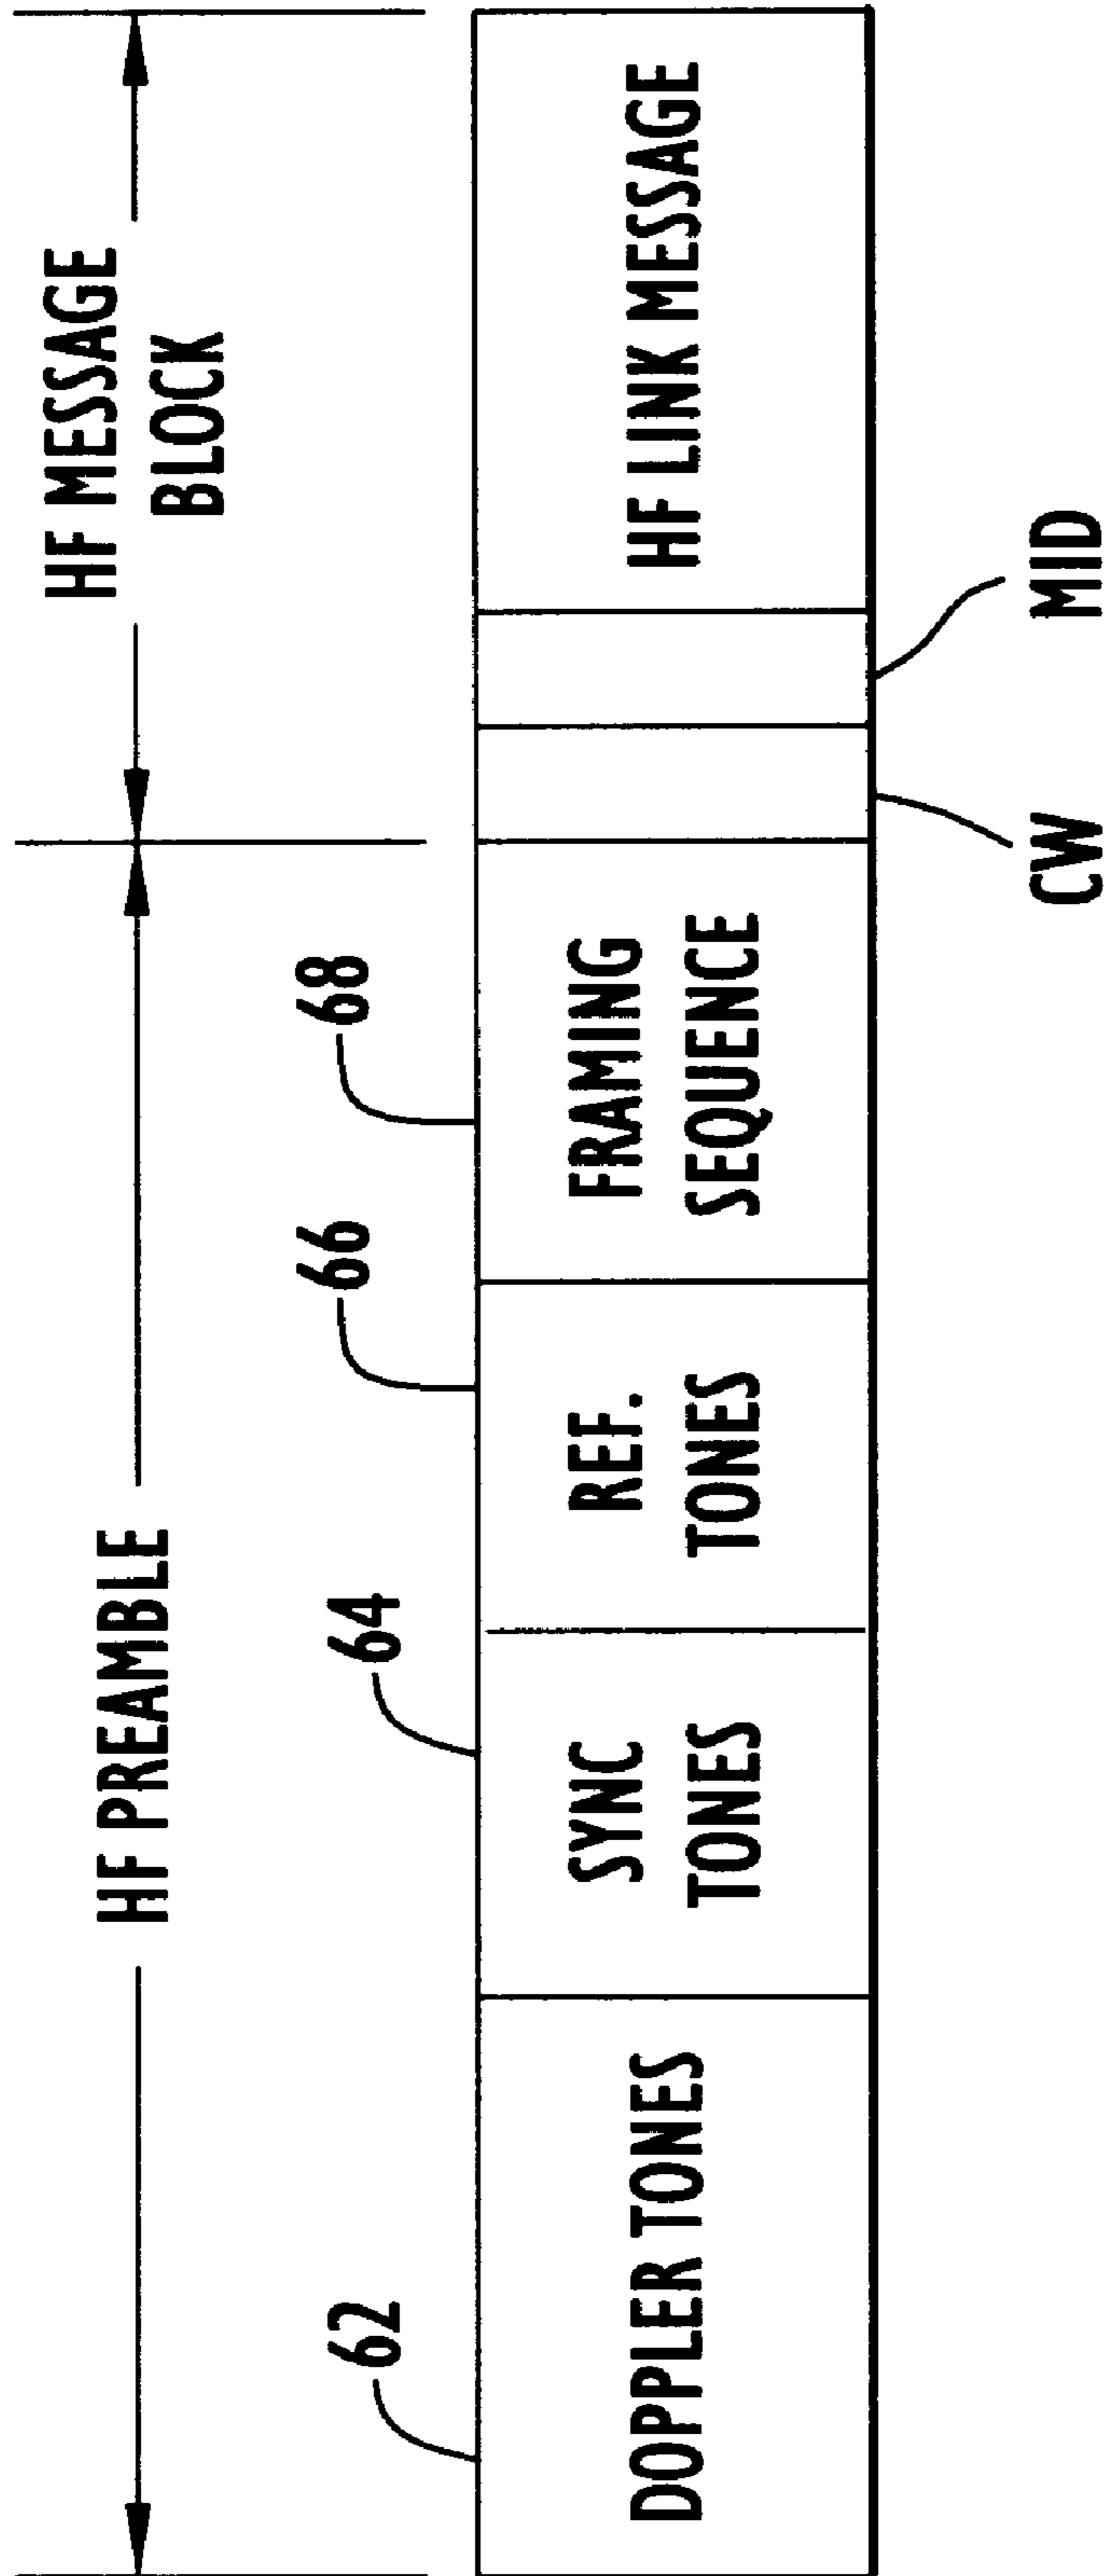 HF PREAMBLE
HF MESSAGE
BLOCK
62
64
66
68
DOPPLER TONES
SYNC
TONES
REF.
TONES
FRAMING
SEQUENCE
HF LINK MESSAGE
CW
MID